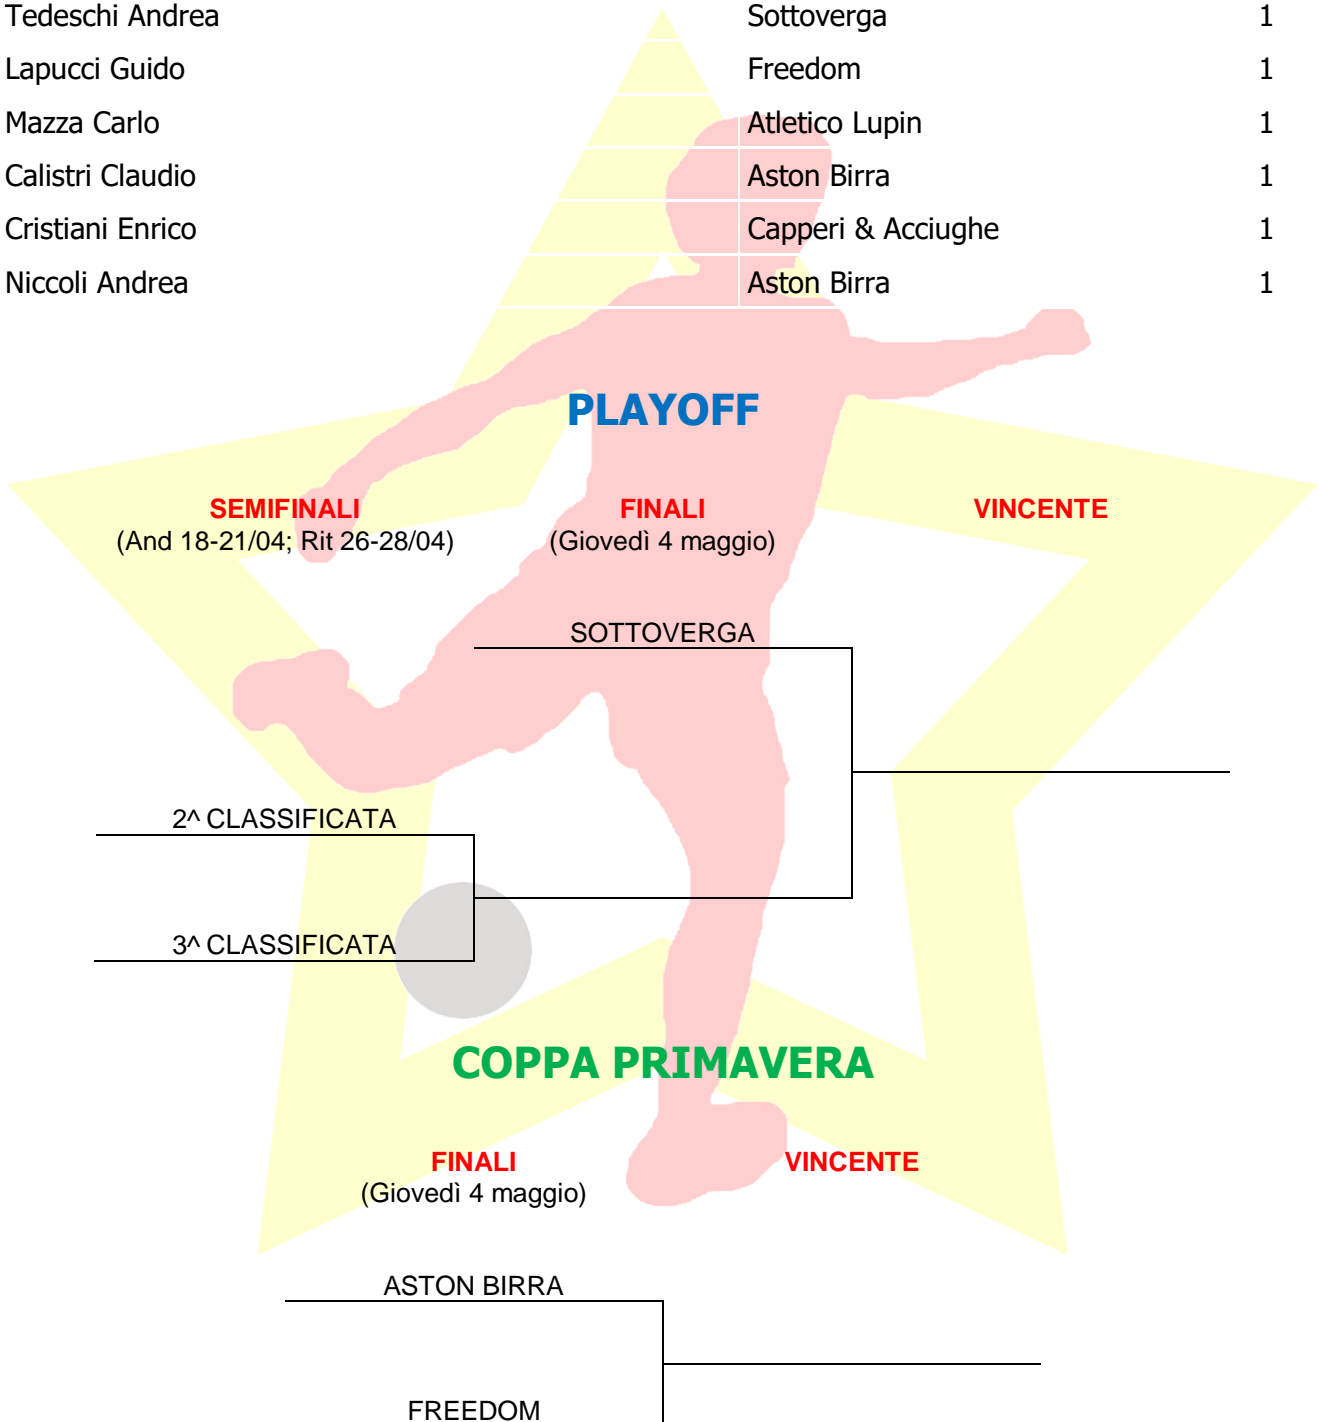 Tedeschi Andrea Sottoverga 1
Lapucci Guido Freedom 1
Mazza Carlo Atletico Lupin 1
Calistri Claudio Aston Birra 1
Cristiani Enrico Capperi & Acciughe 1
Niccoli Andrea Aston Birra 1
PLAYOFF
SEMIFINALI FINALI VINCENTE
(And 18-21/04; Rit 26-28/04) (Giovedì 4 maggio)
SOTTOVERGA
2^ CLASSIFICATA
3^ CLASSIFICATA
COPPA PRIMAVERA
FINALI VINCENTE
(Giovedì 4 maggio)
ASTON BIRRA
FREEDOM